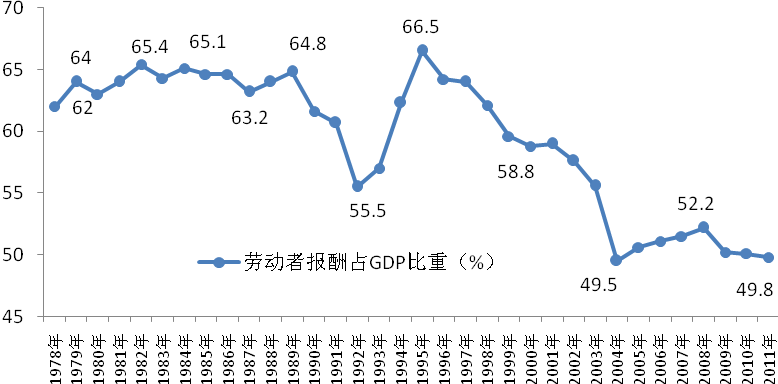 70
65
60
55
50
45
64
62
65.4
65.1
63.2
64.8
55.5
66.5
58.8
49.5
52.2
49.8
劳动者报酬占GDP比重（%）
1978年
1979年
1980年
1981年
1982年
1983年
1984年
1985年
1986年
1987年
1988年
1989年
1990年
1991年
1992年
1993年
1994年
1995年
1996年
1997年
1998年
1999年
2000年
2001年
2002年
2003年
2004年
2005年
2006年
2007年
2008年
2009年
2010年
2011年